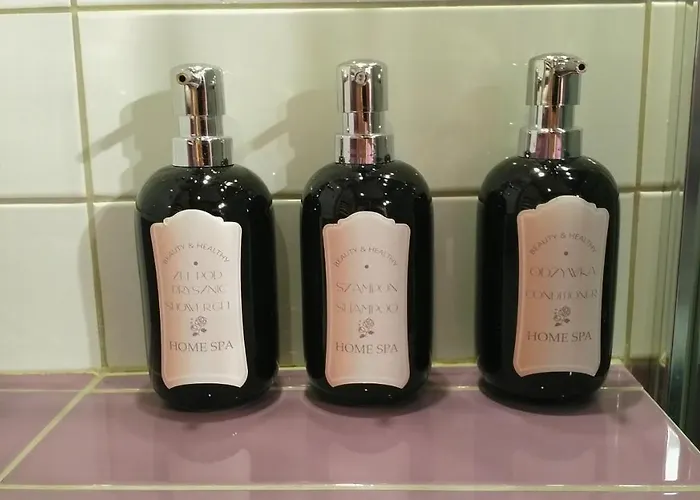 BEAUTY & HEALTHY
ŻEL POD
PRYSZNIC
SHOWER GEL
HOME SPA
BEAUTY & HEALTHY
SZAMPON
SHAMPOO
HOME SPA
BEAUTY & HEALTHY
ODŻYWKA
CONDITIONER
HOME SPA